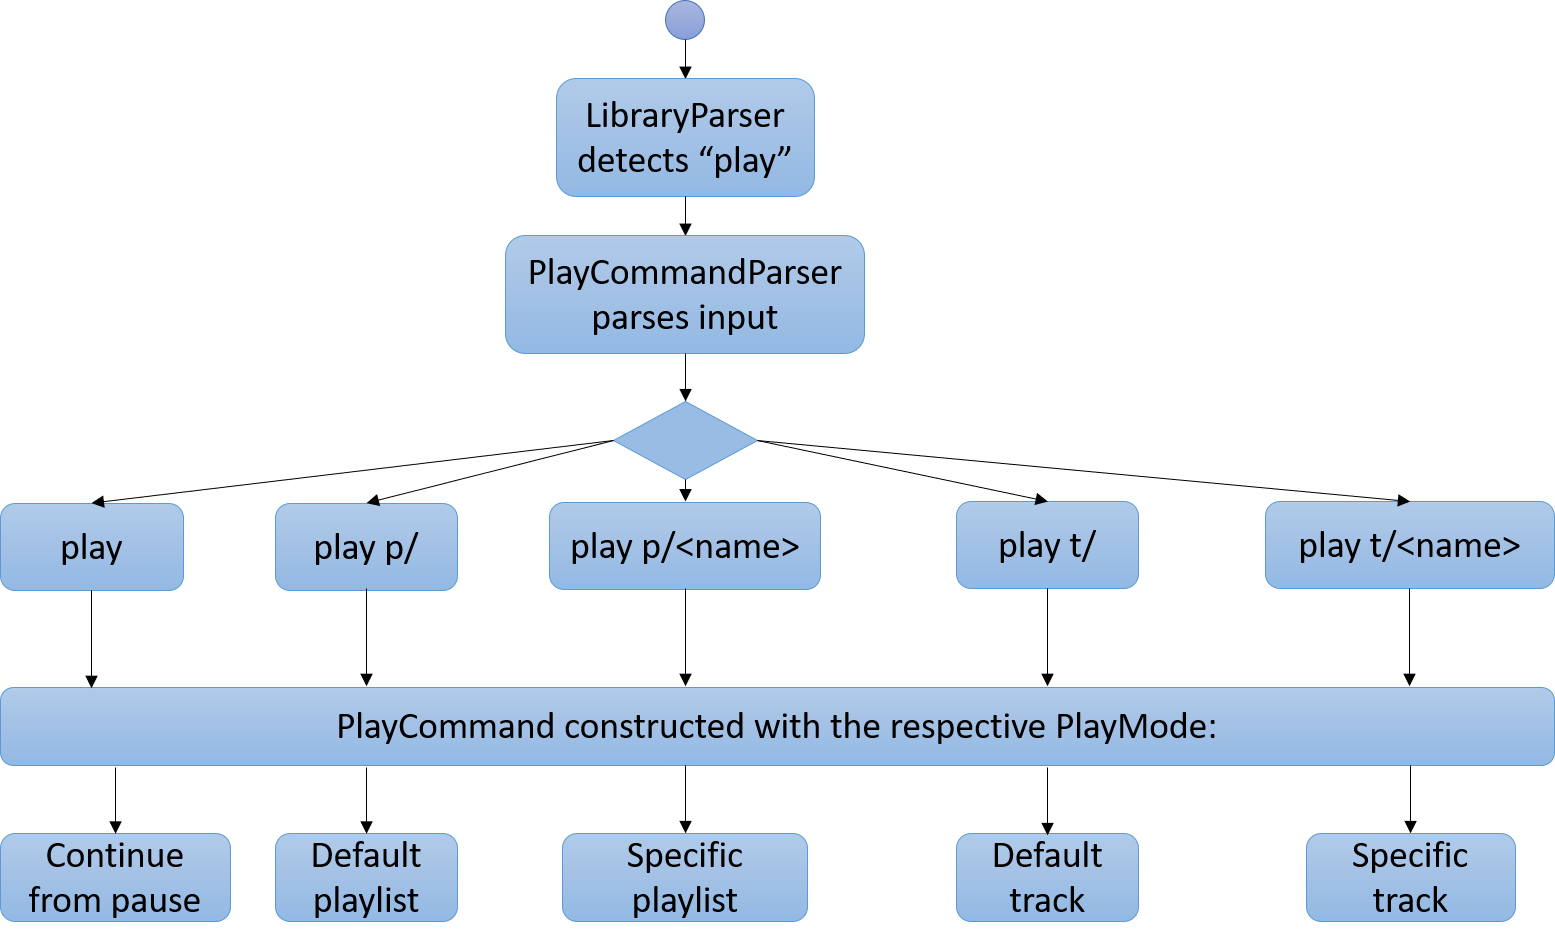 LibraryParser
detects “play”
PlayCommandParser
parses input
play
play p/
play p/<name>
play t/
play t/<name>
PlayCommand constructed with the respective PlayMode:
Continue
from pause
Default
playlist
Specific
playlist
Default
track
Specific
track